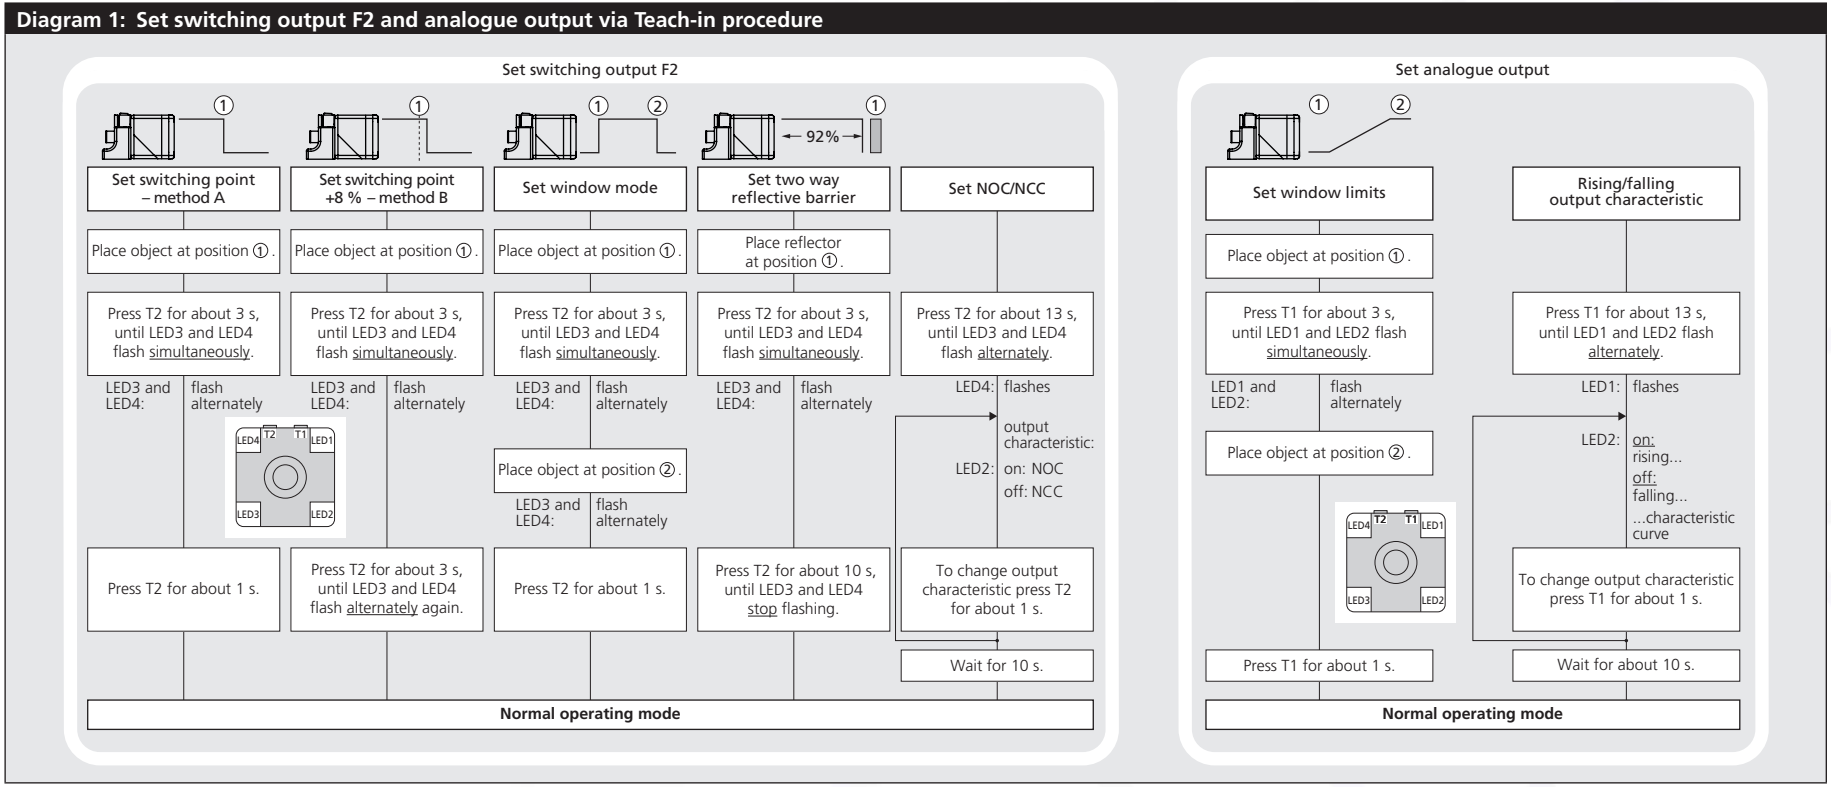 Diagram 1: Set switching output F2 and analogue output via Teach-in procedure
Set switching output F2
①
Set switching point
– method A
Place object at position ①.
Press T2 for about 3 s,
until LED3 and LED4
flash simultaneously.
LED3 and
LED4:
flash
alternately
LED4
T2
T1
LED1
LED3
LED2
Press T2 for about 1 s.
①
Set switching point
+8 % – method B
Place object at position ①.
Press T2 for about 3 s,
until LED3 and LED4
flash simultaneously.
LED3 and
LED4:
flash
alternately
Press T2 for about 3 s,
until LED3 and LED4
flash alternately again.
① ②
Set window mode
Place object at position ①.
Press T2 for about 3 s,
until LED3 and LED4
flash simultaneously.
LED3 and
LED4:
flash
alternately
Place object at position ②.
LED3 and
LED4:
flash
alternately
Press T2 for about 1 s.
①
92%
Set two way
reflective barrier
Place reflector
at position ①.
Press T2 for about 3 s,
until LED3 and LED4
flash simultaneously.
LED3 and
LED4:
flash
alternately
Press T2 for about 10 s,
until LED3 and LED4
stop flashing.
Set NOC/NCC
Press T2 for about 13 s,
until LED3 and LED4
flash alternately.
LED4: flashes
output
characteristic:
LED2: on: NOC
off: NCC
To change output
characteristic press T2
for about 1 s.
Wait for 10 s.
Normal operating mode
Set analogue output
① ②
Set window limits
Place object at position ①.
Press T1 for about 3 s,
until LED1 and LED2 flash
simultaneously.
LED1 and
LED2:
flash
alternately
Place object at position ②.
LED4
T2
T1
LED1
LED3
LED2
Press T1 for about 1 s.
Rising/falling
output characteristic
Press T1 for about 13 s,
until LED1 and LED2 flash
alternately.
LED1: flashes
LED2: on:
rising...
off:
falling...
...characteristic
curve
To change output characteristic
press T1 for about 1 s.
Wait for about 10 s.
Normal operating mode